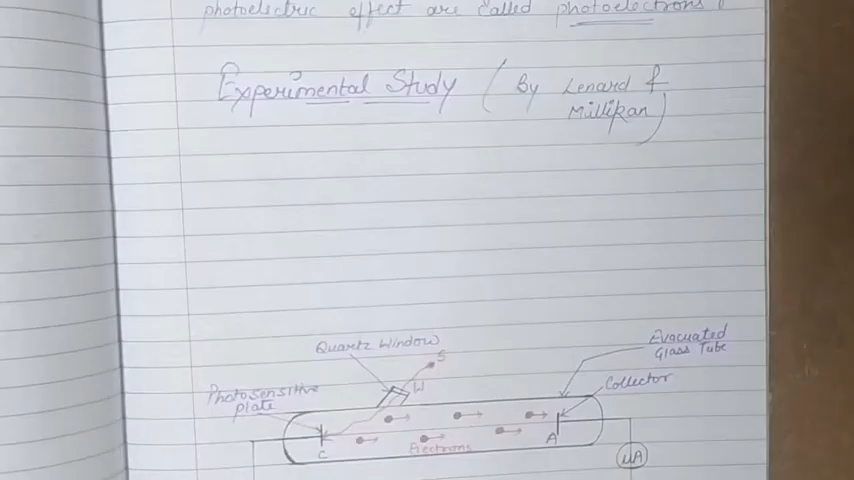 photoelectric effect are called photoelectrons.
Experimental Study (By Lenard &
Millikan)
Quartz Window
Evacuated
Glass Tube
S
W
Photosensitive
plate
Collector
C
Electrons
A
μA